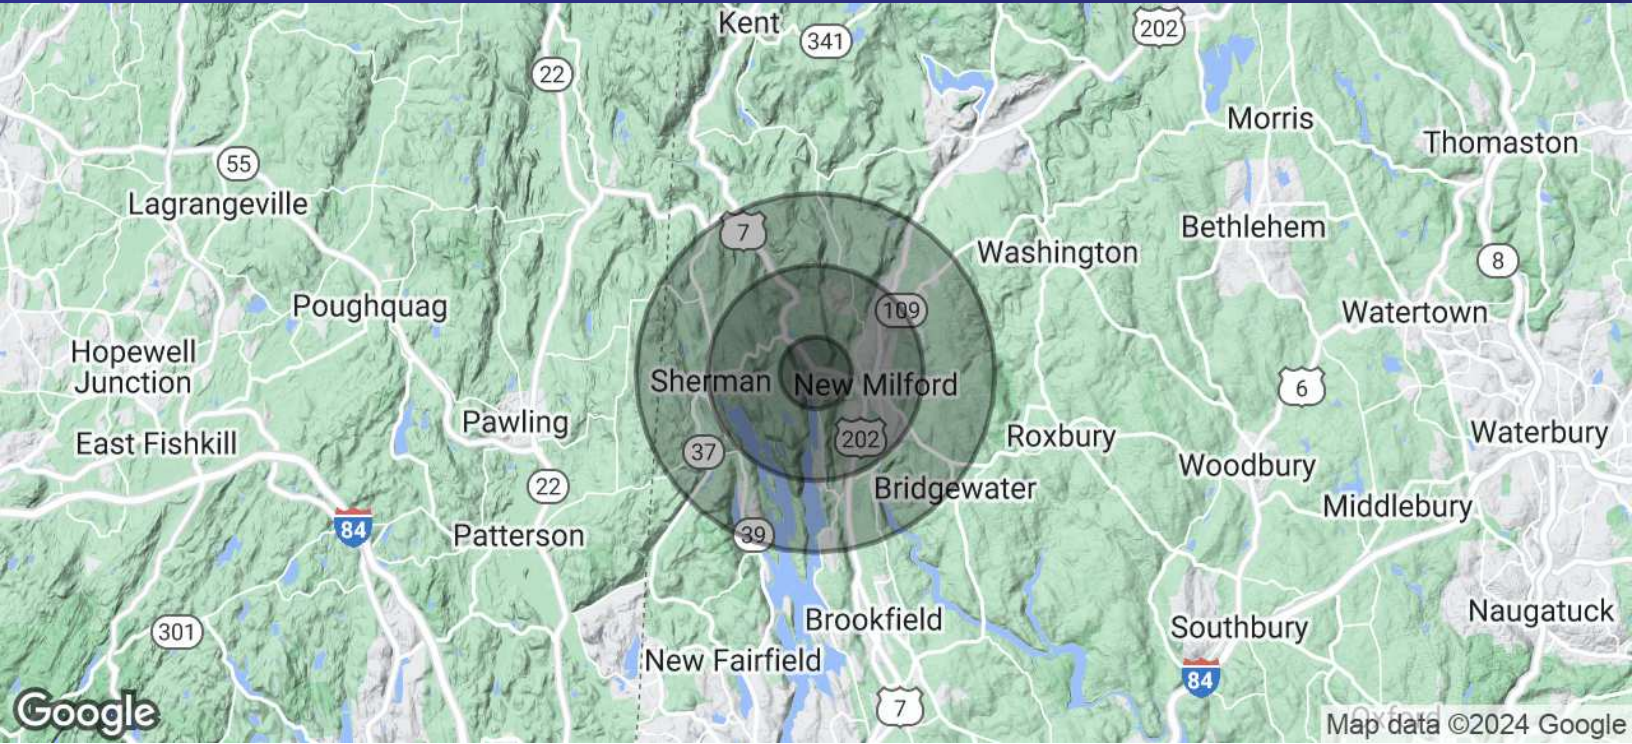 Kent
341
202
22
Morris
Thomaston
55
Lagrangeville
7
Washington
Bethlehem
8
Poughquag
109
Watertown
Hopewell
Junction
Sherman
New Milford
6
Pawling
East Fishkill
37
202
Roxbury
Waterbury
Woodbury
22
Bridgewater
Middlebury
84
Patterson
39
301
Brookfield
Southbury
Naugatuck
New Fairfield
84
7
Google
Oxford
Map data ©2024 Google